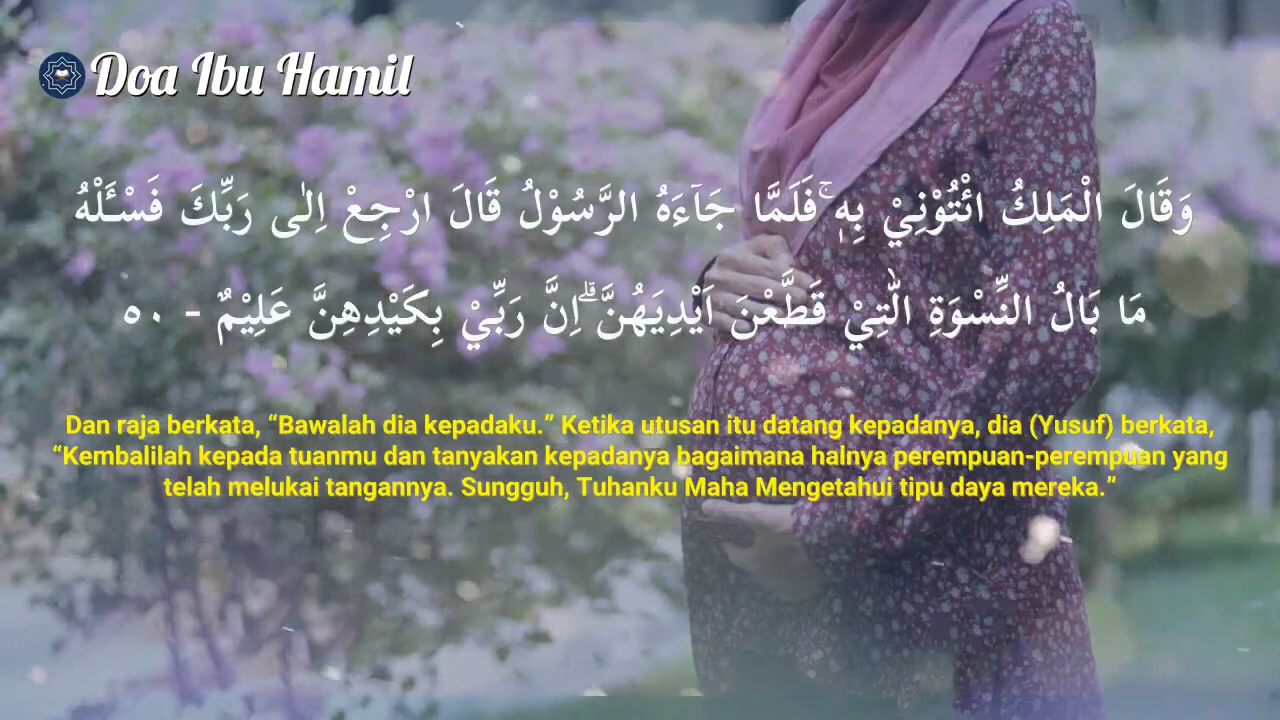 Doa Ibu Hamil
وَقَالَ الْمَلِكُ ائْتُوْنِيْ بِهٖ ۚفَلَمَّا جَاۤءَهُ الرَّسُوْلُ قَالَ ارْجِعْ اِلٰى رَبِّكَ فَسْـَٔلْهُ
مَا بَالُ النِّسْوَةِ الّٰتِيْ قَطَّعْنَ اَيْدِيَهُنَّ ۗاِنَّ رَبِّيْ بِكَيْدِهِنَّ عَلِيْمٌ - ٥٠
Dan raja berkata, “Bawalah dia kepadaku.” Ketika utusan itu datang kepadanya, dia (Yusuf) berkata,
“Kembalilah kepada tuanmu dan tanyakan kepadanya bagaimana halnya perempuan-perempuan yang
telah melukai tangannya. Sungguh, Tuhanku Maha Mengetahui tipu daya mereka.”